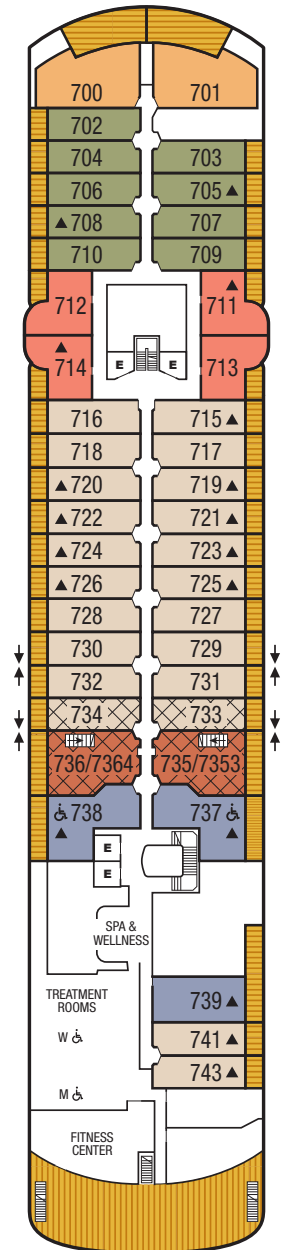 700 701
702
704 703
706 705
708 707
710 709
712 711
714 713
E E
716 715
718 717
720 719
722 721
724 723
726 725
728 727
730 729
732 731
734 733
736/7364 735/7353
738 737
E
E
SPA &
WELLNESS
TREATMENT
ROOMS
739
W
741
743
M
FITNESS
CENTER